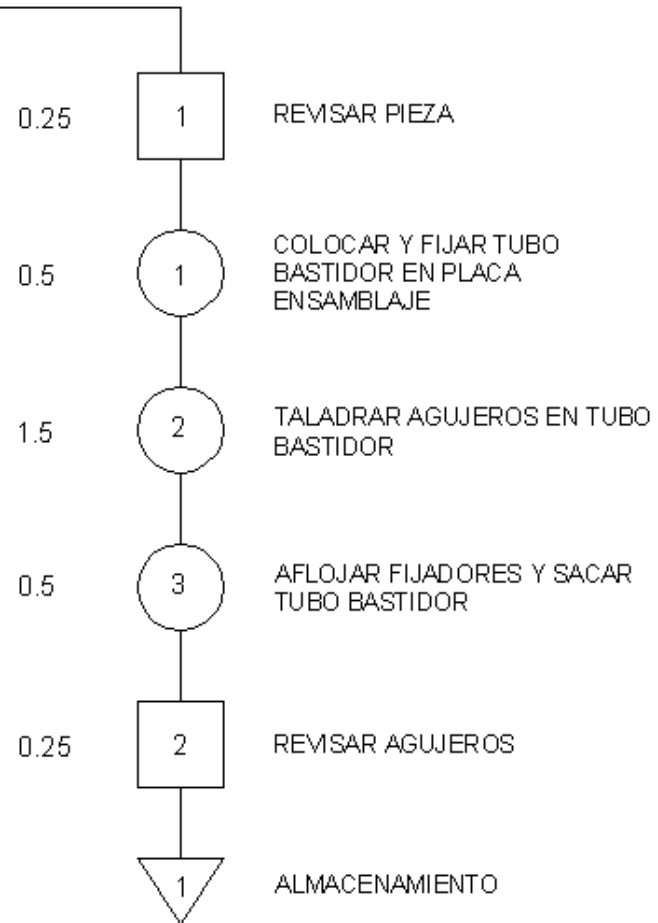 0.25
1
REVISAR PIEZA
0.5
1
COLOCAR Y FIJAR TUBO
BASTIDOR EN PLACA
ENSAMBLAJE
1.5
2
TALADRAR AGUJEROS EN TUBO
BASTIDOR
0.5
3
AFLOJAR FIJADORES Y SACAR
TUBO BASTIDOR
0.25
2
REVISAR AGUJEROS
1
ALMACENAMIENTO